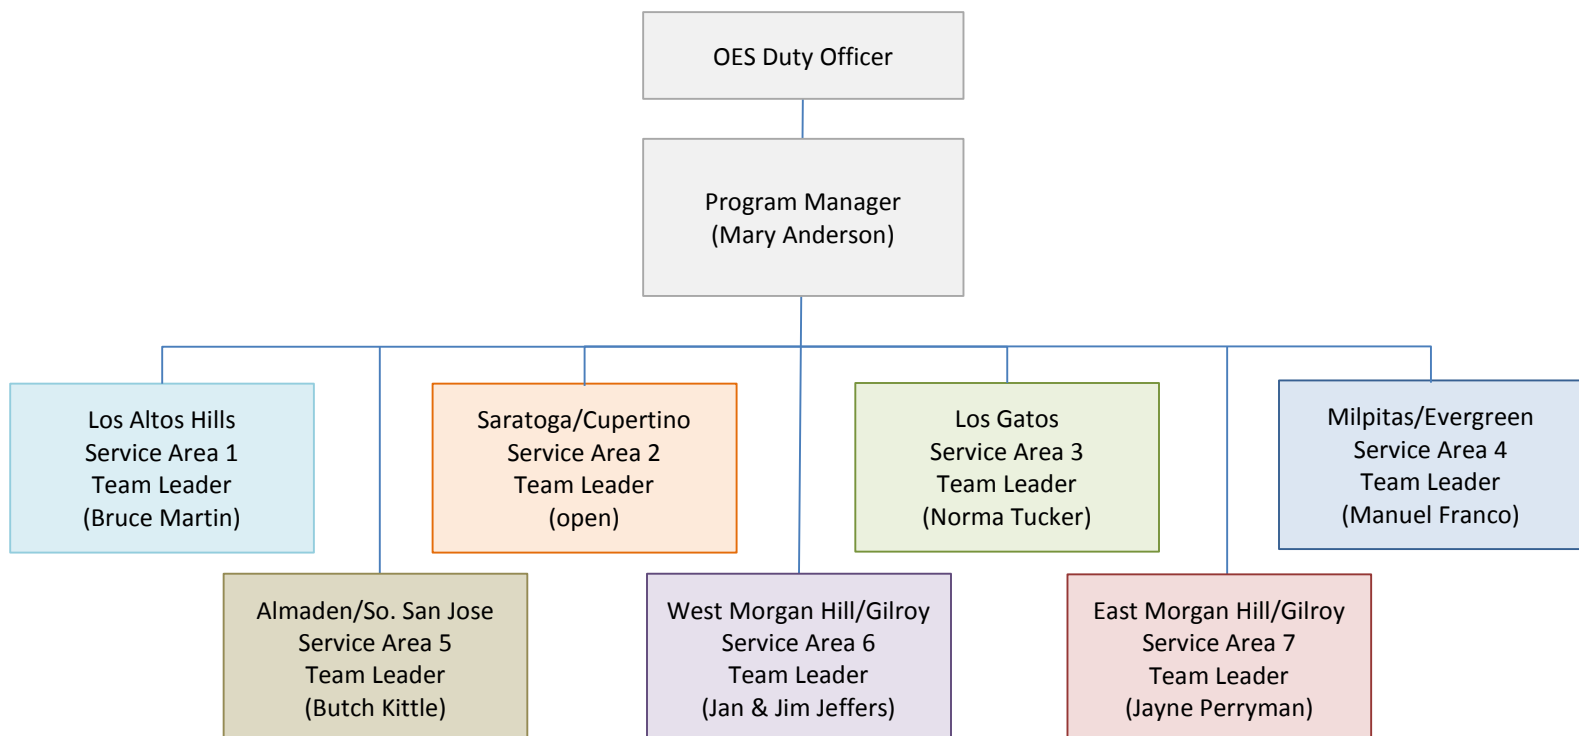 OES Duty Officer
Program Manager
(Mary Anderson)
Los Altos Hills
Service Area 1
Team Leader
(Bruce Martin)
Saratoga/Cupertino
Service Area 2
Team Leader
(open)
Los Gatos
Service Area 3
Team Leader
(Norma Tucker)
Milpitas/Evergreen
Service Area 4
Team Leader
(Manuel Franco)
Almaden/So. San Jose
Service Area 5
Team Leader
(Butch Kittle)
West Morgan Hill/Gilroy
Service Area 6
Team Leader
(Jan & Jim Jeffers)
East Morgan Hill/Gilroy
Service Area 7
Team Leader
(Jayne Perryman)